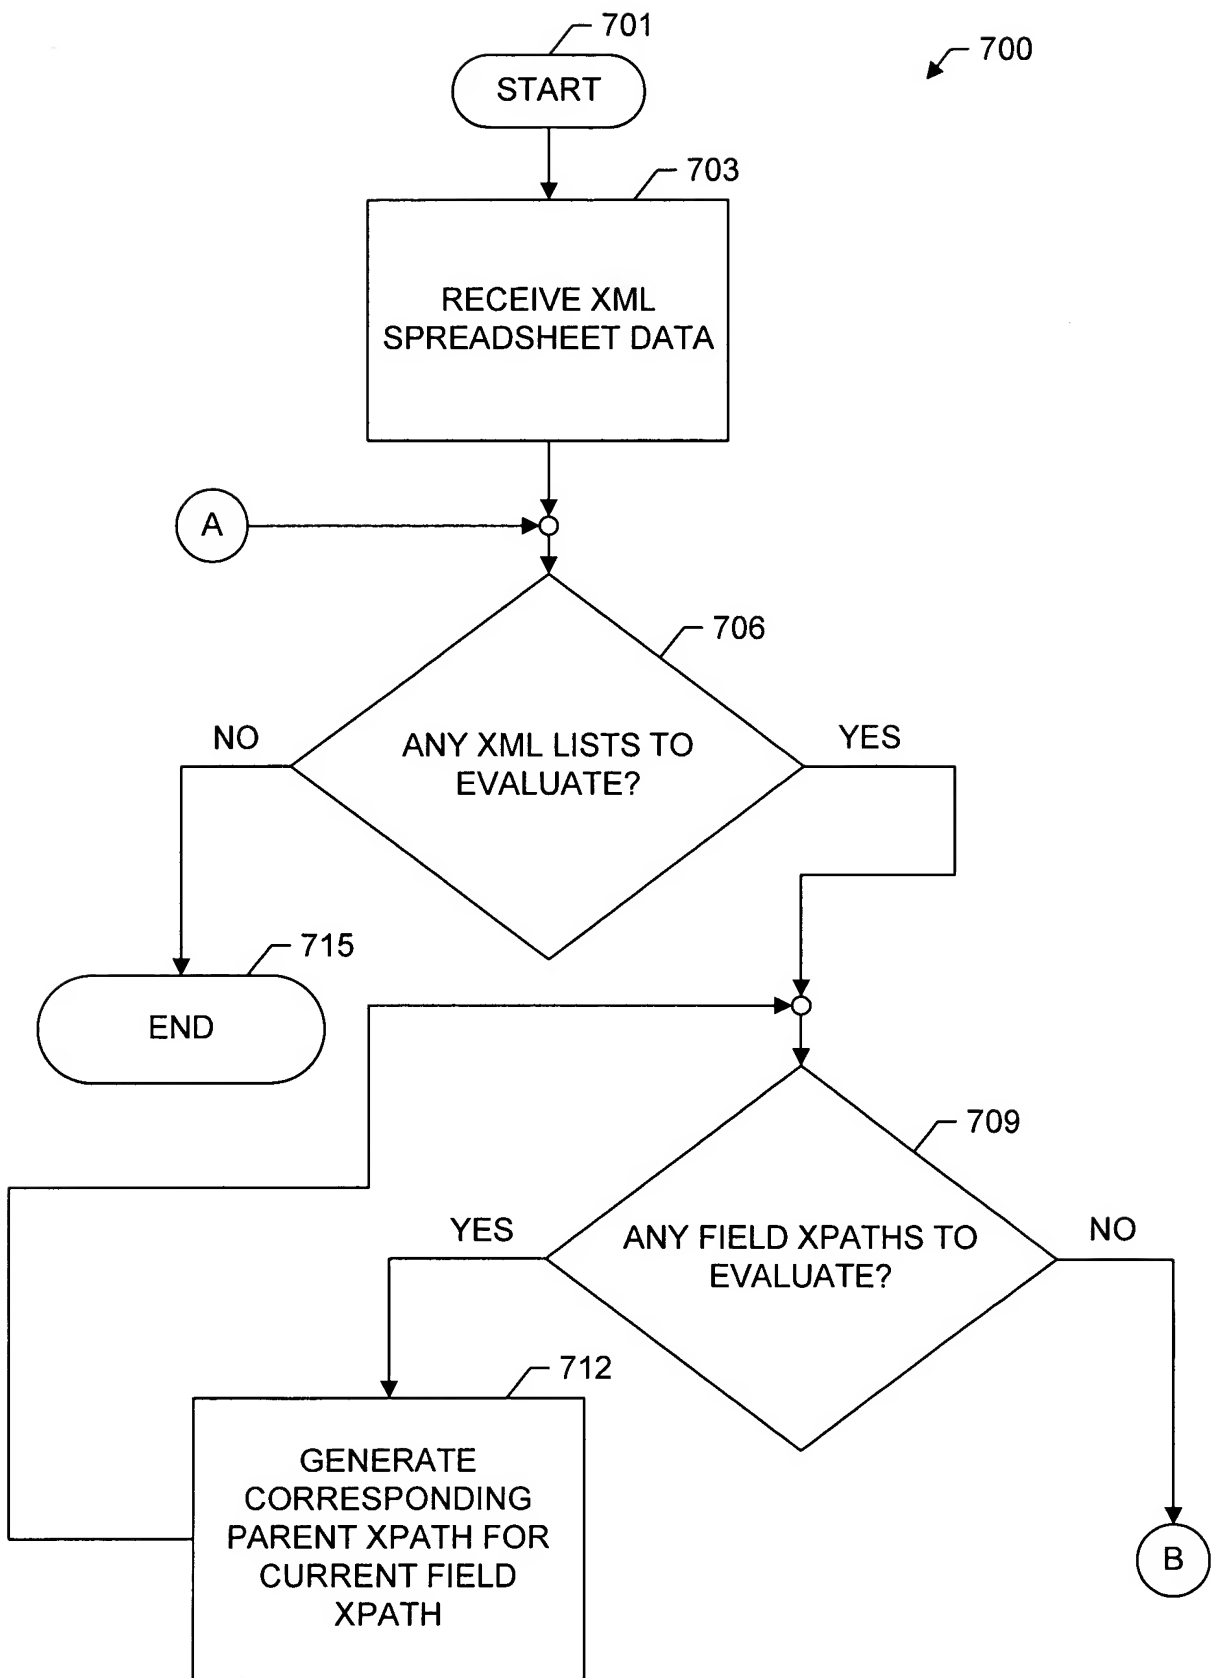 701
START
700
703
RECEIVE XML
SPREADSHEET DATA
A
706
NO
ANY XML LISTS TO
EVALUATE?
YES
715
END
709
YES
ANY FIELD XPATHS TO
EVALUATE?
NO
712
GENERATE
CORRESPONDING
PARENT XPATH FOR
CURRENT FIELD
XPATH
B